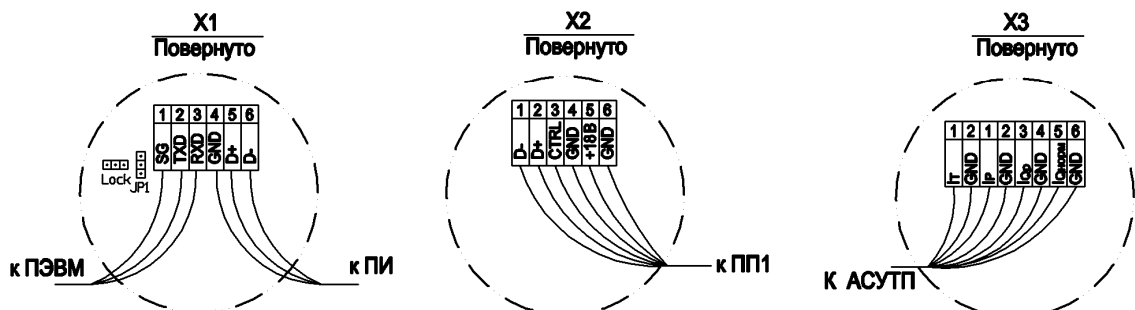 X1
Повернуто
1 2 3 4 5 6
SG TXD RXD GND D+ D-
Lock
JP1
к ПЭВМ
к ПИ
X2
Повернуто
1 2 3 4 5 6
D- D+ CTRL GND +18В GND
к ПП1
X3
Повернуто
1 2 1 2 3 4 5 6
IT GND IP GND IQp GND IQнорм GND
К АСУТП